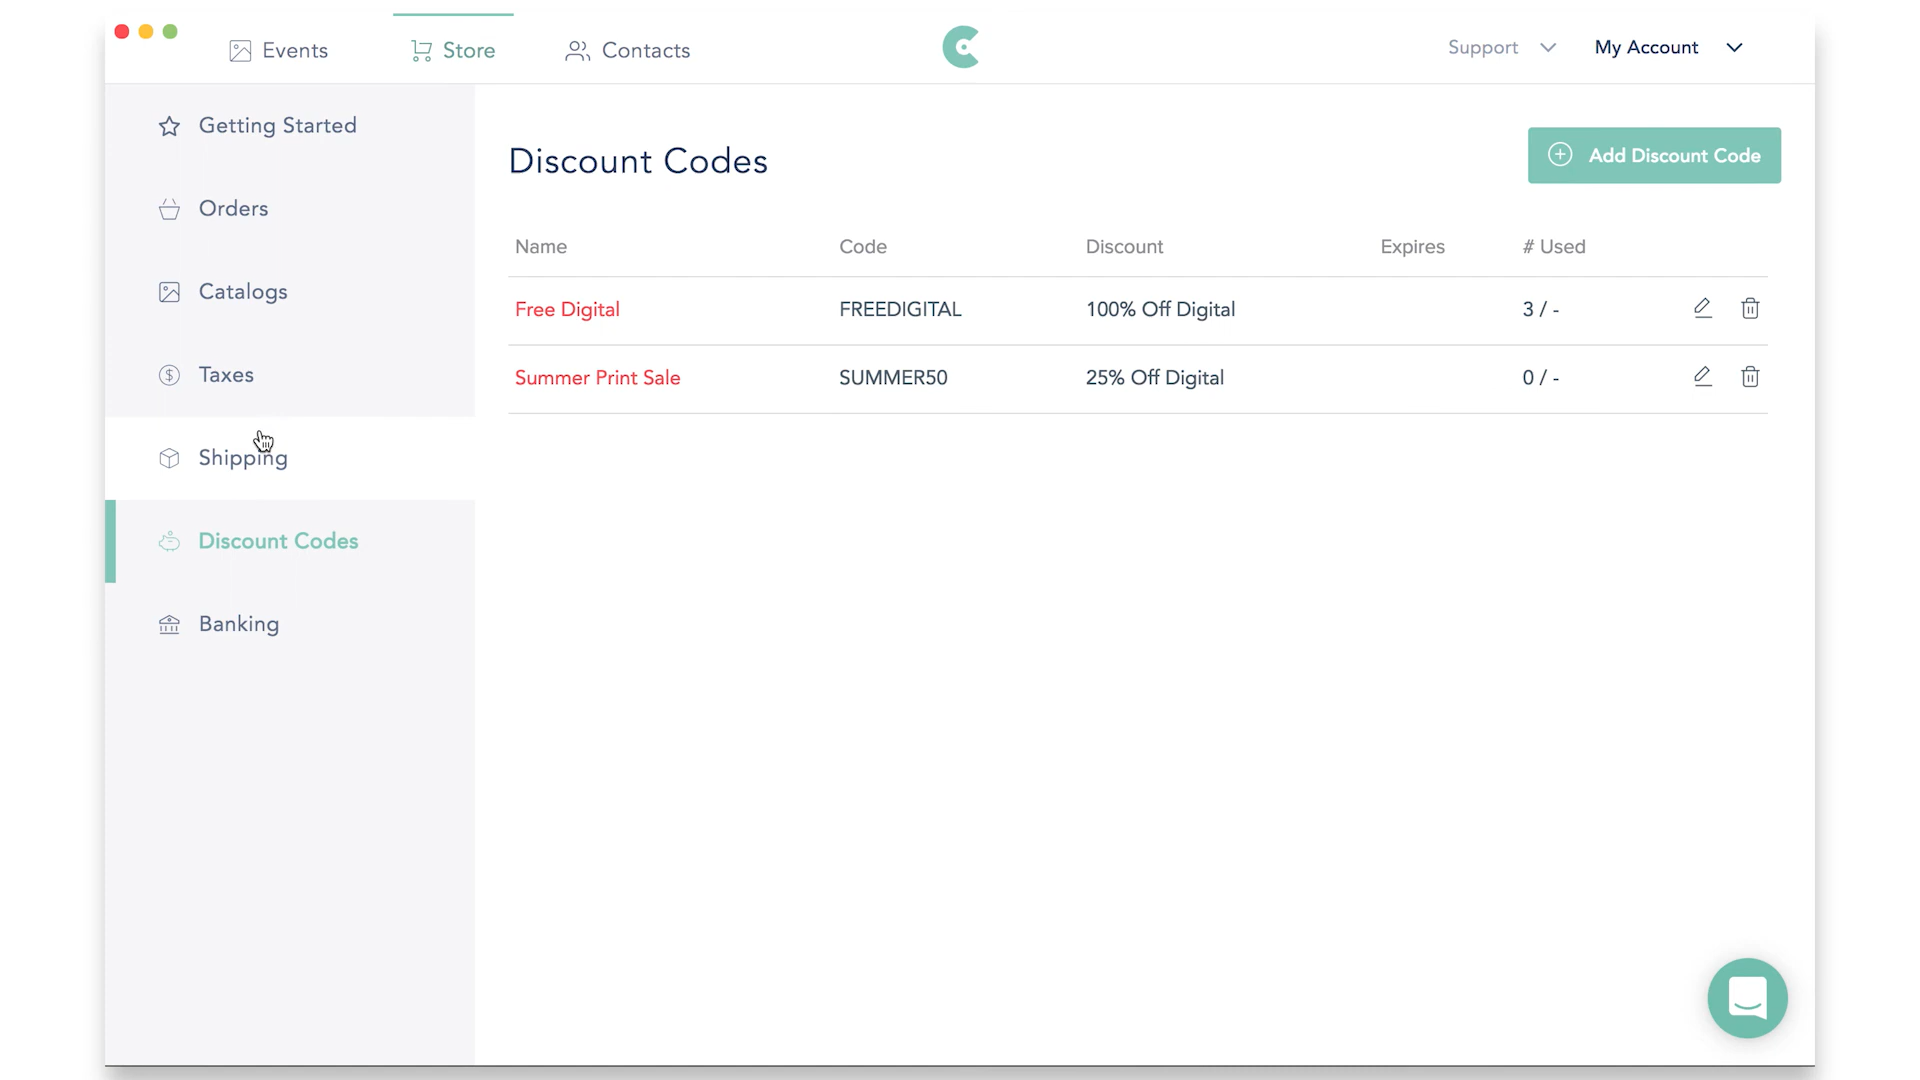 Events
Store
Contacts
Support
My Account
Getting Started
Orders
Catalogs
Taxes
Shipping
Discount Codes
Banking
Discount Codes
Add Discount Code
Name Code Discount Expires # Used
Free Digital FREEDIGITAL 100% Off Digital 3 / -
Summer Print Sale SUMMER50 25% Off Digital 0 / -